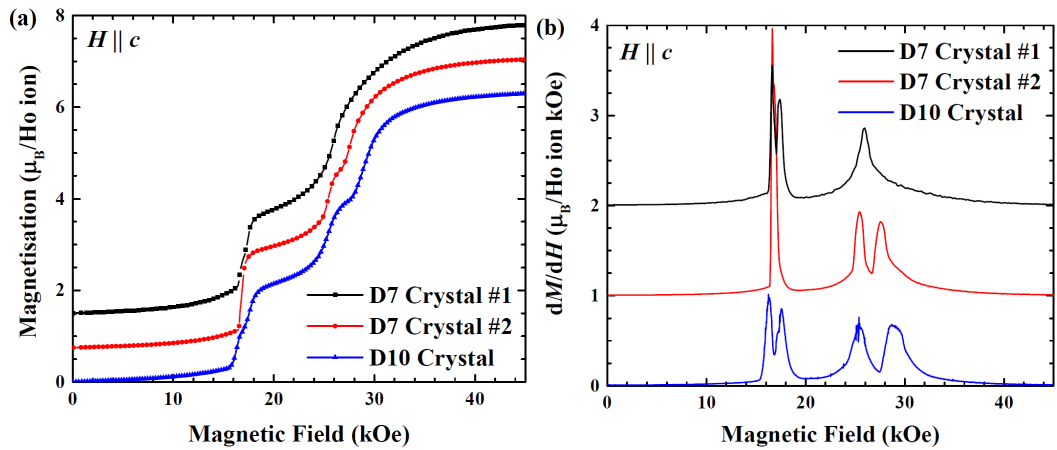 (a)
H || c
Magnetisation (μB/Ho ion)
8
6
4
2
0
D7 Crystal #1
D7 Crystal #2
D10 Crystal
0
10
20
30
40
Magnetic Field (kOe)
(b)
H || c
D7 Crystal #1
D7 Crystal #2
D10 Crystal
dM/dH (μB/Ho ion kOe)
4
3
2
1
0
0
10
20
30
40
Magnetic Field (kOe)